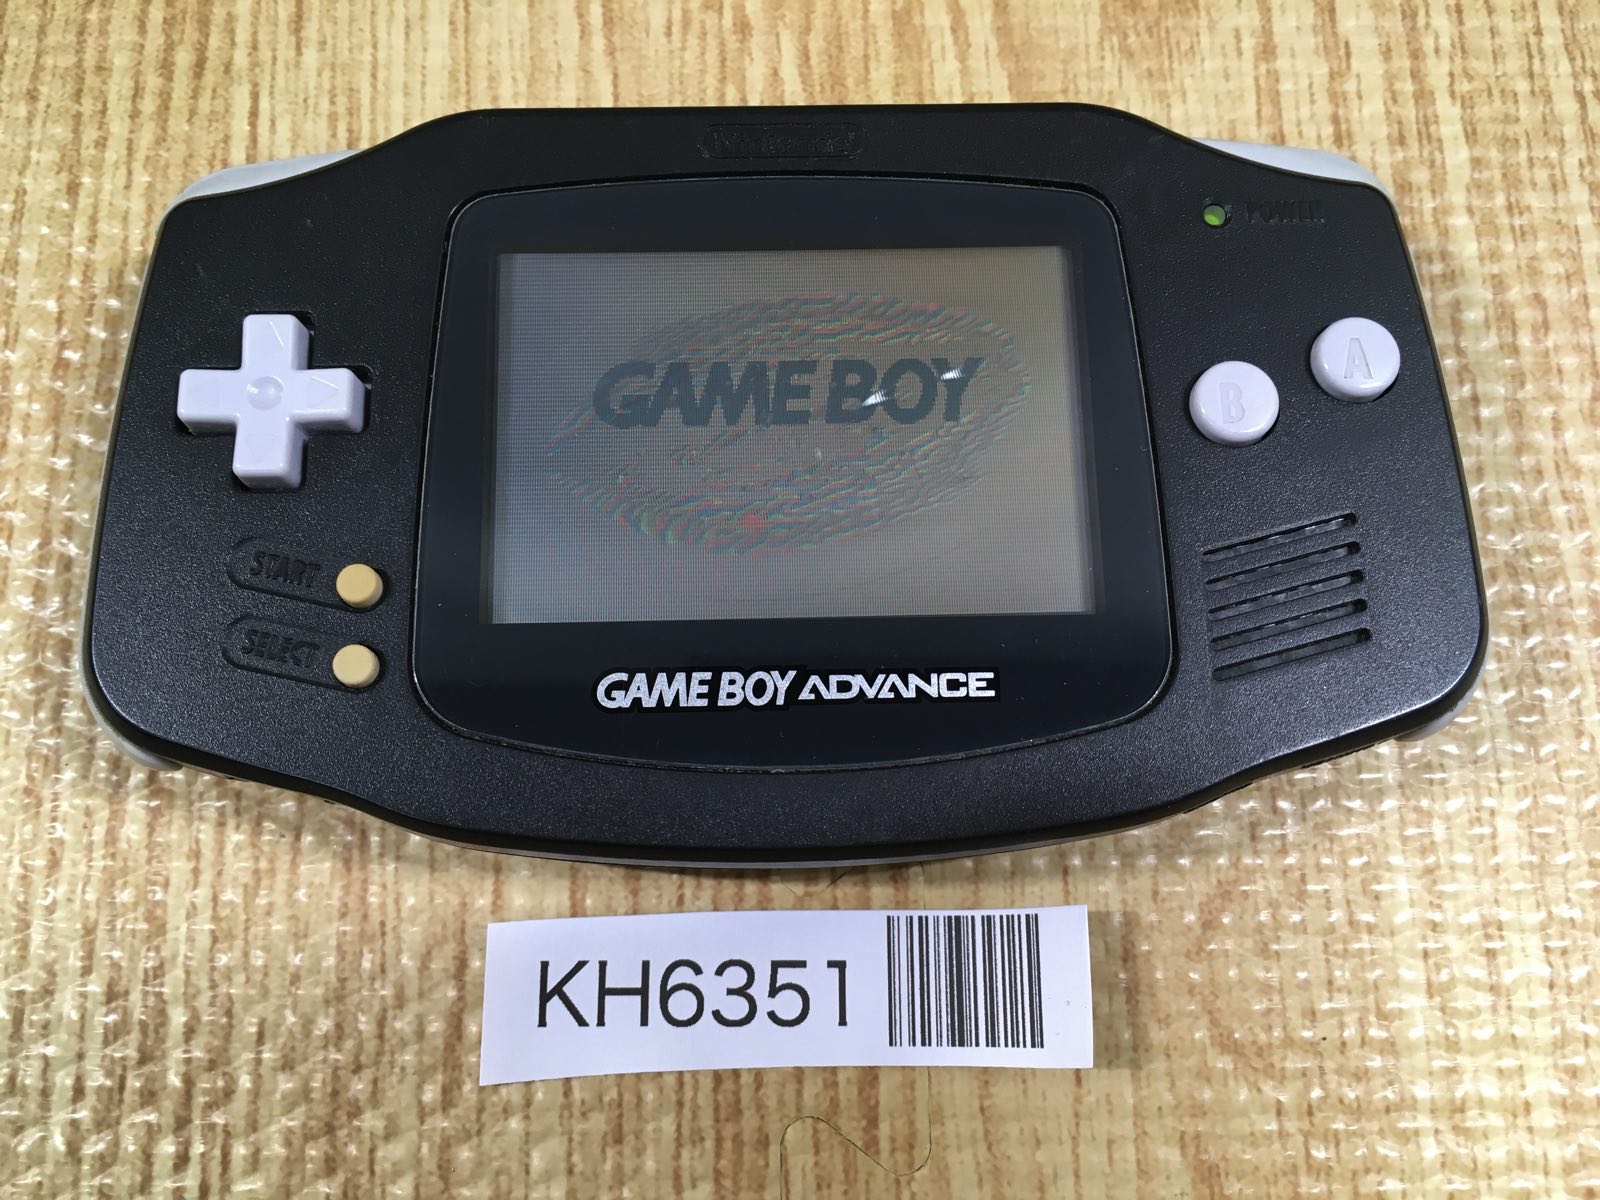 Nintendo
POWER
GAME BOY
A
B
START
SELECT
GAME BOY ADVANCE
KH6351